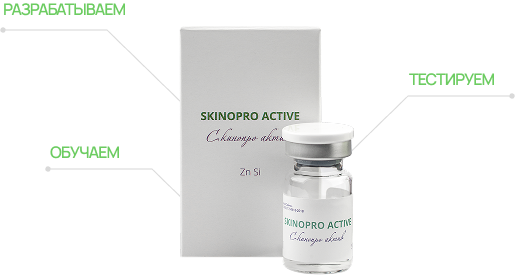 РАЗРАБАТЫВАЕМ
ТЕСТИРУЕМ
SKINOPRO ACTIVE
Скинопро актив
ОБУЧАЕМ
Zn Si
SKINOPRO ACTIVE
Скинопро актив